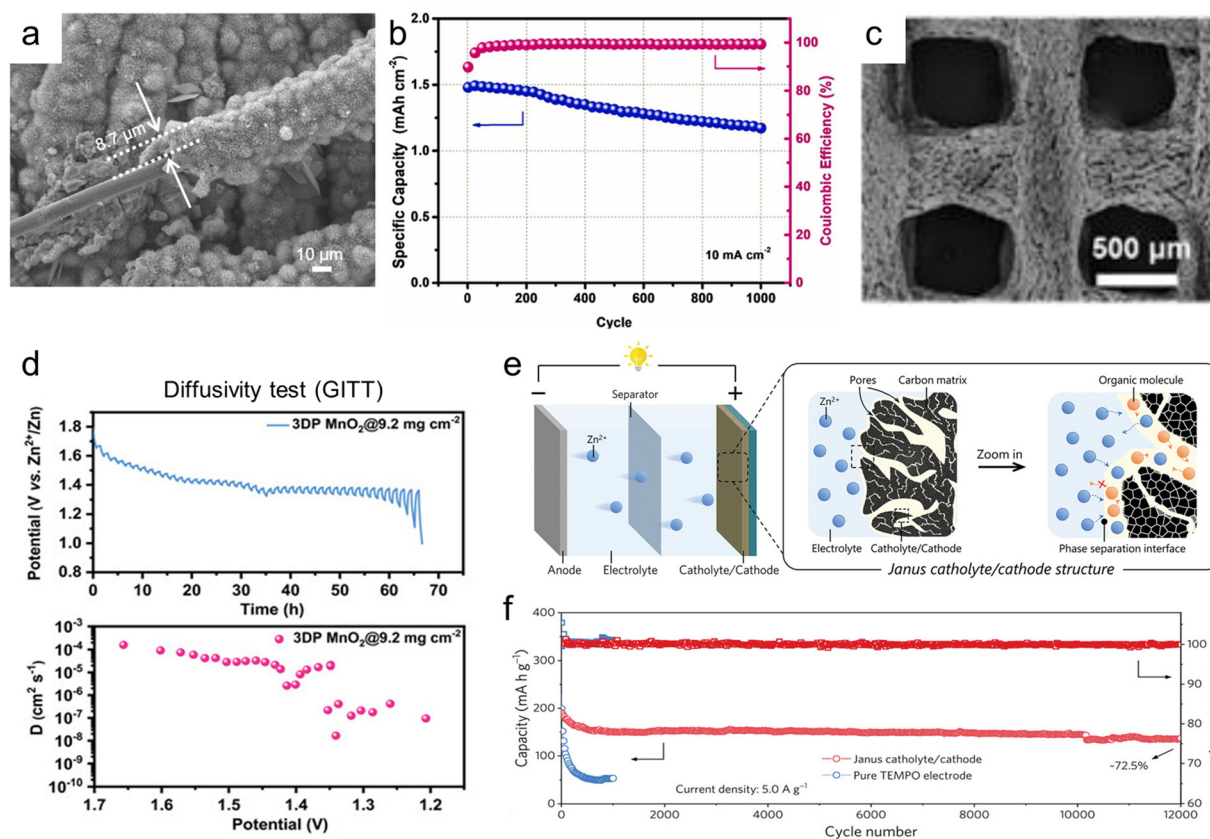 a
8.7 µm
10 µm
b
Specific Capacity (mAh cm⁻²)
2.0
1.5
1.0
0.5
0.0
0 200 400 600 800 1000
Cycle
100
80
60
40
20
0
Coulombic Efficiency (%)
10 mA cm⁻²
c
500 µm
d
Diffusivity test (GITT)
3DP MnO₂@9.2 mg cm⁻²
Potential (V vs. Zn²⁺/Zn)
1.8
1.6
1.4
1.2
1.0
0.8
0 10 20 30 40 50 60 70
Time (h)
3DP MnO₂@9.2 mg cm⁻²
D (cm² s⁻¹)
10⁻³
10⁻⁴
10⁻⁵
10⁻⁶
10⁻⁷
10⁻⁸
10⁻⁹
10⁻¹⁰
1.7 1.6 1.5 1.4 1.3 1.2
Potential (V)
e
− +
Separator
Zn²⁺
Anode Electrolyte Catholyte/Cathode
Pores Carbon matrix
Zn²⁺
Electrolyte Catholyte/Cathode
Zoom in
Organic molecule
Phase separation interface
Janus catholyte/cathode structure
f
Capacity (mA h g⁻¹)
400
350
300
250
200
150
100
50
0
0 2000 4000 6000 8000 10000 12000
Cycle number
100
95
90
85
80
75
70
65
60
Janus catholyte/cathode
Pure TEMPO electrode
Current density: 5.0 A g⁻¹
~72.5%